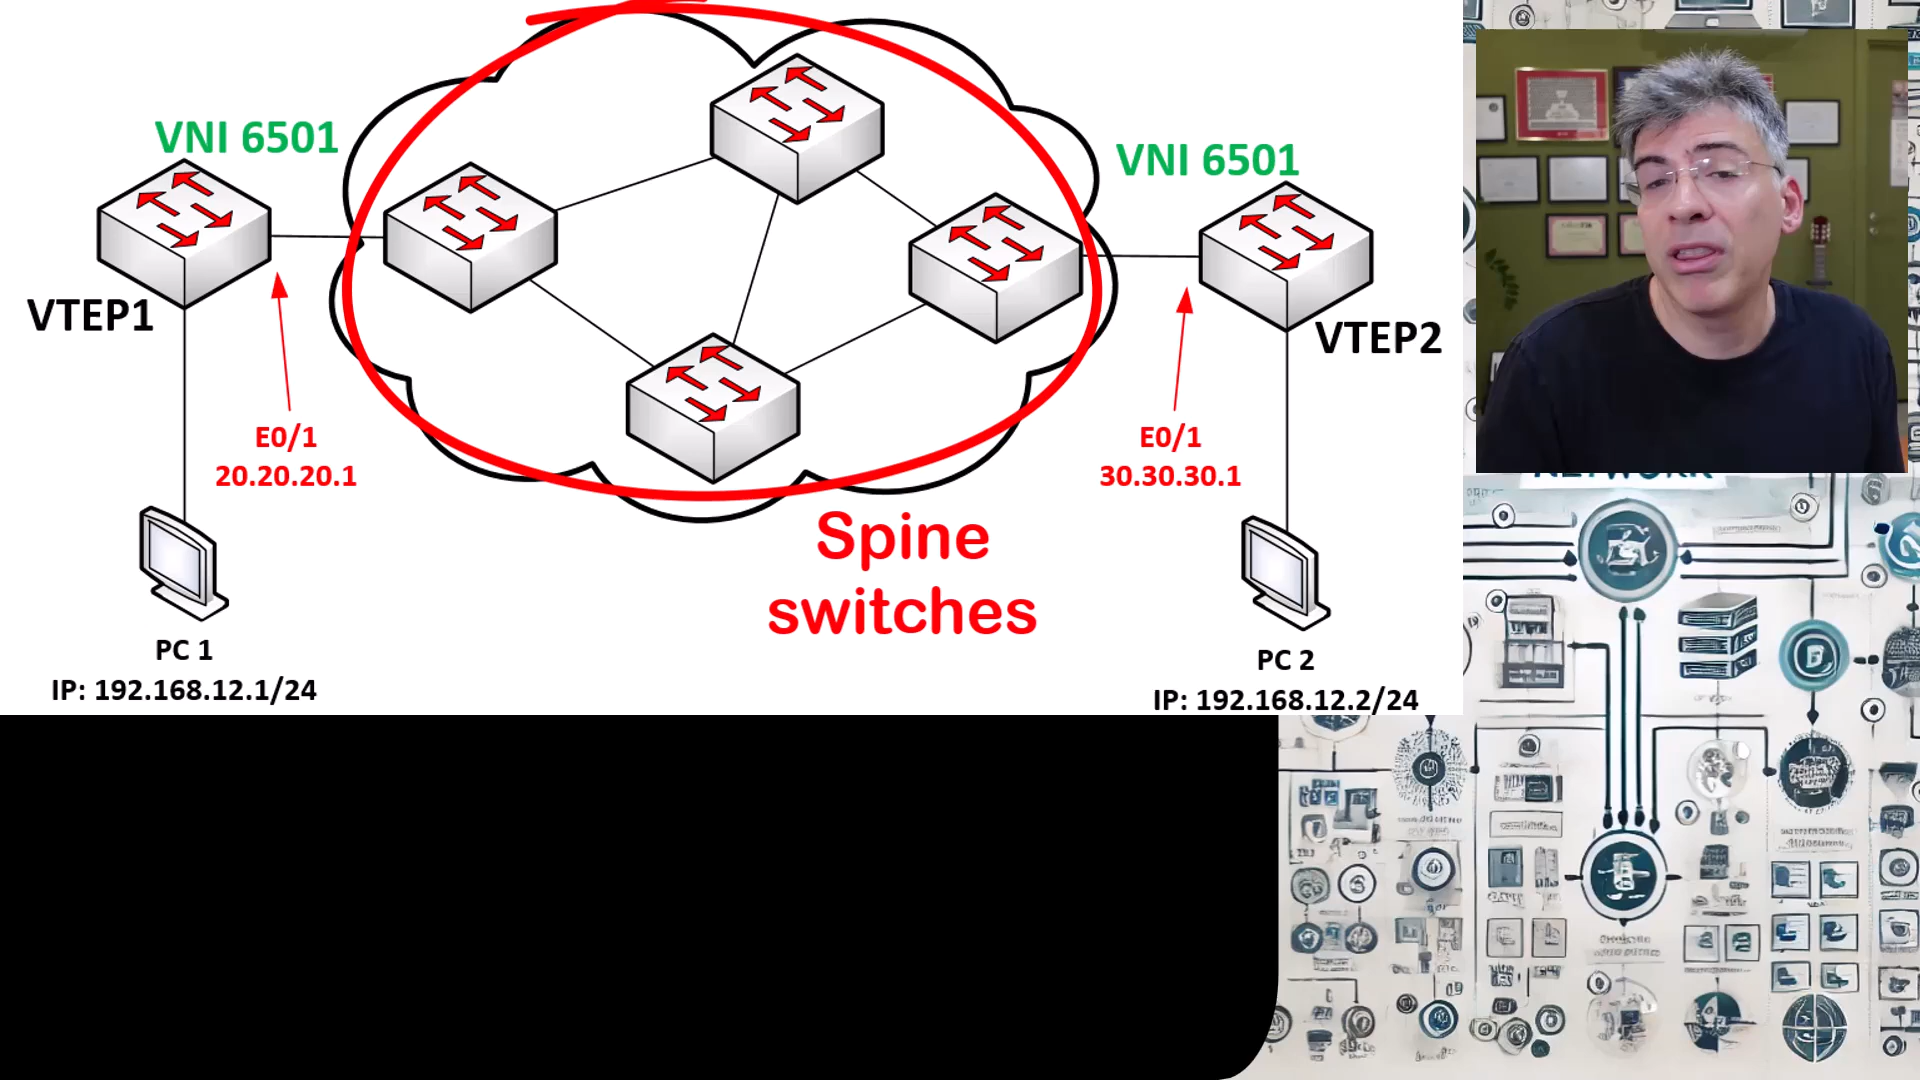 VNI 6501
VTEP1
E0/1
20.20.20.1
PC 1
IP: 192.168.12.1/24
Spine
switches
VNI 6501
VTEP2
E0/1
30.30.30.1
PC 2
IP: 192.168.12.2/24
NETWORK